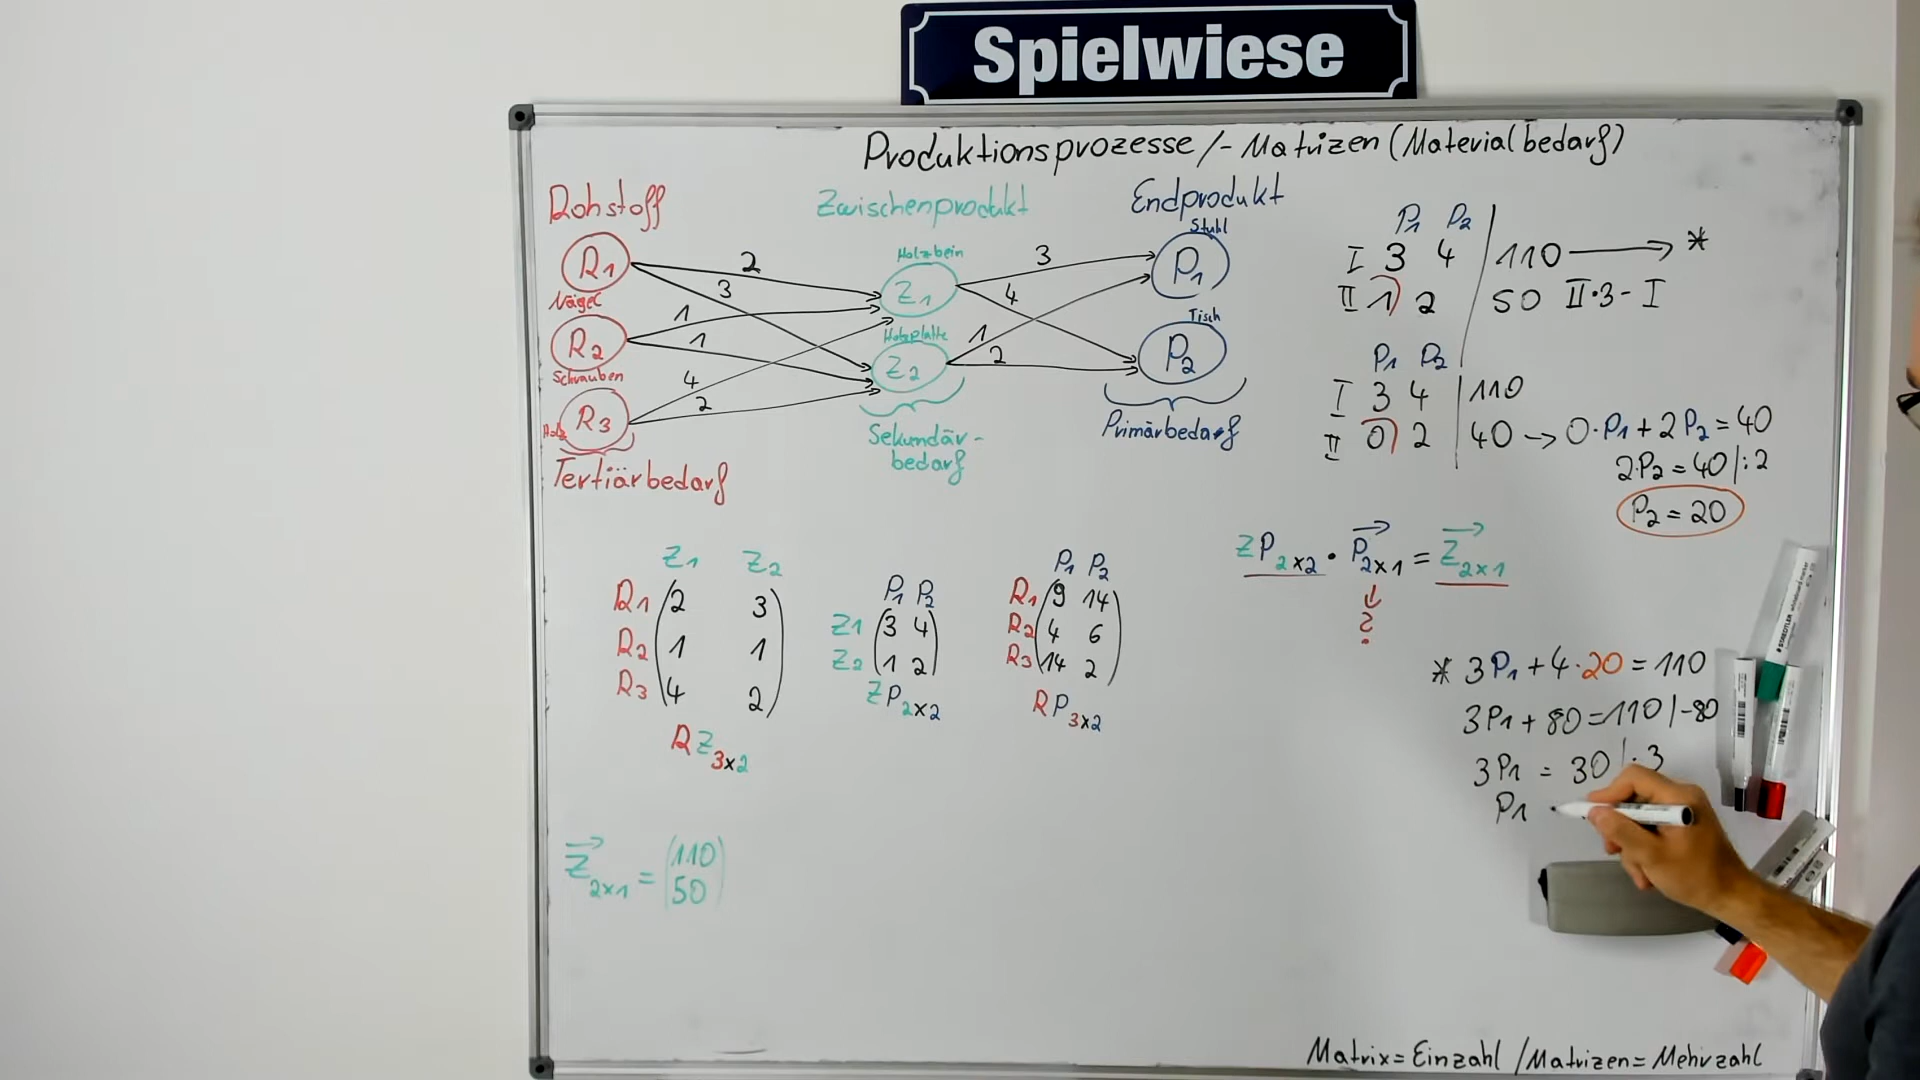 Spielwiese
Produktionsprozesse/-Matrizen (Materialbedarf)
Rohstoff
Zwischenprodukt
Endprodukt
R1
Nägel
R2
Schrauben
R3
Holz
Tertiärbedarf
2
3
1
1
4
2
Holzbein
Z1
Holzplatte
Z2
Sekundär-
bedarf
3
4
1
2
Stuhl
P1
Tisch
P2
Primärbedarf
P1 P2
I 3 4 | 110 → *
II 1 2 | 50 II·3-I
P1 P2
I 3 4 | 110
II 0 2 | 40 → 0·P1+2P2=40
2P2=40 |:2
P2=20
Z1 Z2
R1 2 3
R2 1 1
R3 4 2
RZ3x2
P1 P2
Z1 3 4
Z2 1 2
ZP2x2
P1 P2
R1 9 14
R2 4 6
R3 14 2
RP3x2
ZP2x2 · P2x1 = Z2x1
↓
?
* 3P1+4·20=110
3P1+80=110 |-80
3P1=30 |:3
P1
Z2x1 = (110
50)
Matrix=Einzahl /Matrizen=Mehrzahl